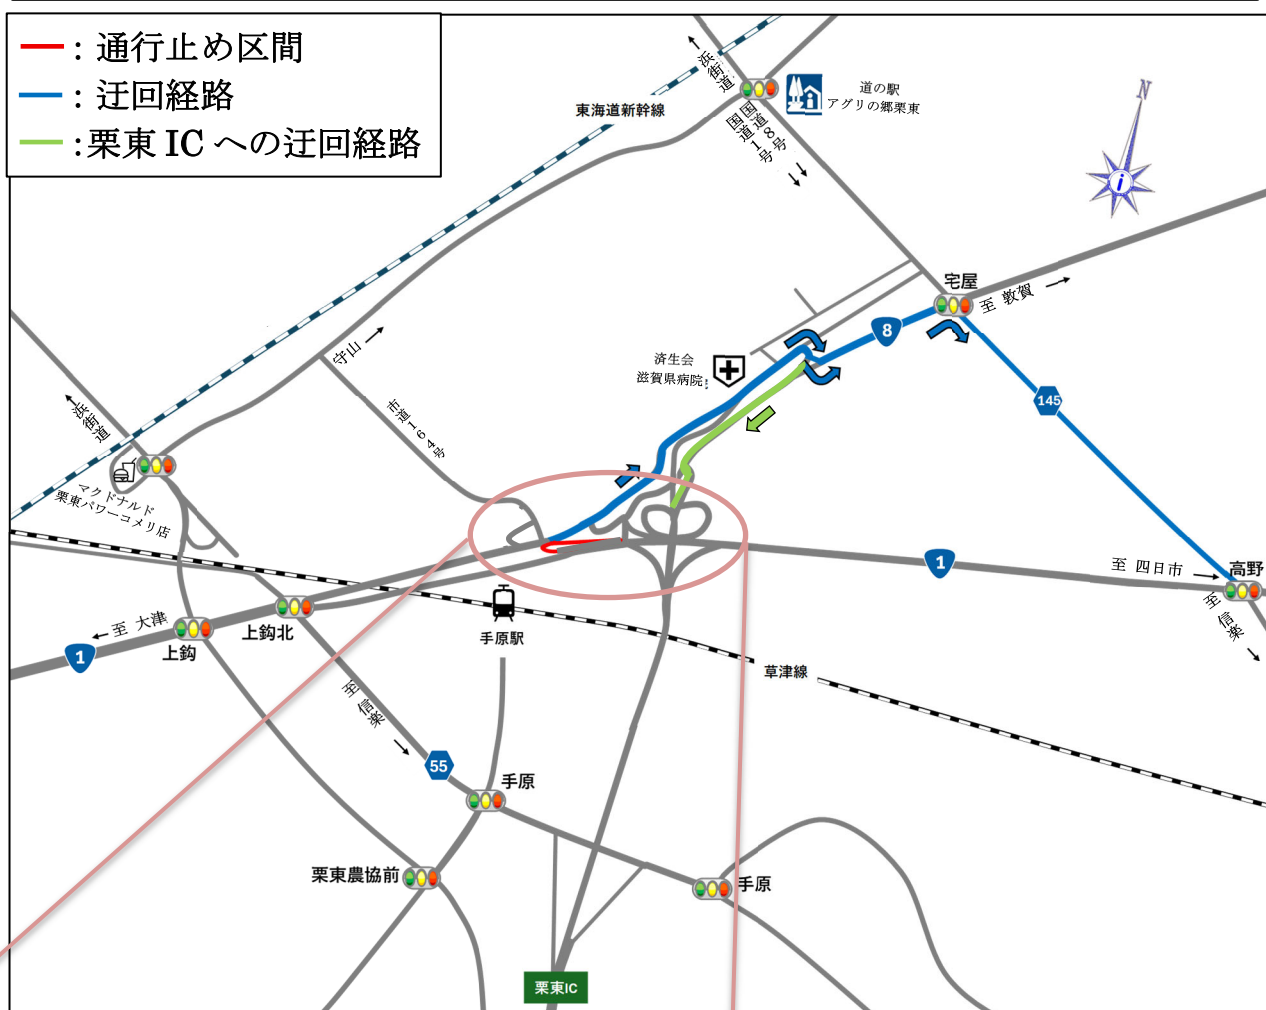 ：通行止め区間
：迂回経路
：栗東 IC への迂回経路
浜街道
東海道新幹線
道の駅
アグリの郷栗東
国道8号
国道1号
N
i
宅屋
至 敦賀
8
守山
済生会
滋賀県病院
145
市道164号
浜街道
マクドナルド
栗東パワーコメリ店
1
至 四日市
高野
至 信楽
至 大津
1
上鈎
上鈎北
手原駅
草津線
至 信楽
55
手原
栗東農協前
手原
栗東IC